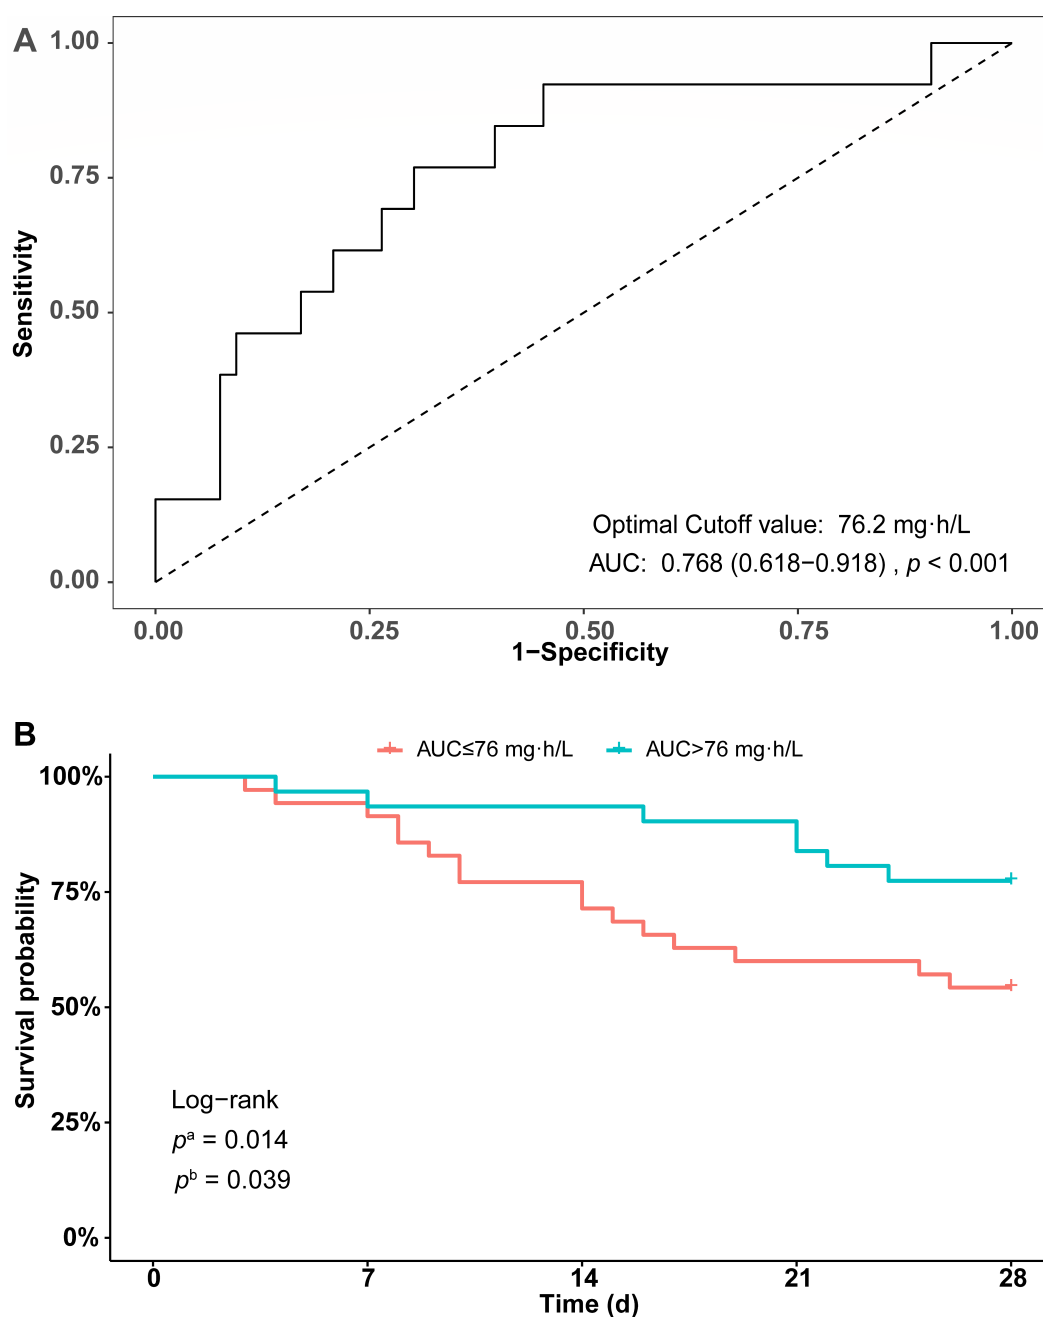 A
1.00
0.75
0.50
0.25
0.00
Sensitivity
Optimal Cutoff value: 76.2 mg·h/L
AUC: 0.768 (0.618−0.918) , p < 0.001
0.00 0.25 0.50 0.75 1.00
1−Specificity
B
AUC≤76 mg·h/L AUC>76 mg·h/L
100%
75%
50%
25%
0%
Survival probability
Log−rank
pᵃ = 0.014
pᵇ = 0.039
0 7 14 21 28
Time (d)